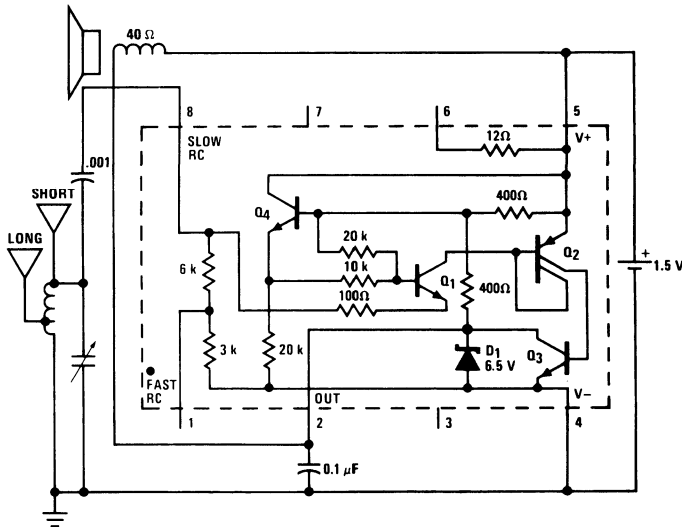 40 Ω
8
7
6
5
SLOW
RC
12Ω
V+
.001
SHORT
Q4
400Ω
LONG
20 k
Q2
6 k
10 k
Q1
400Ω
+
1.5 V
100Ω
3 k
20 k
D1
6.5 V
Q3
FAST
RC
OUT
V−
1
2
3
4
0.1 μF